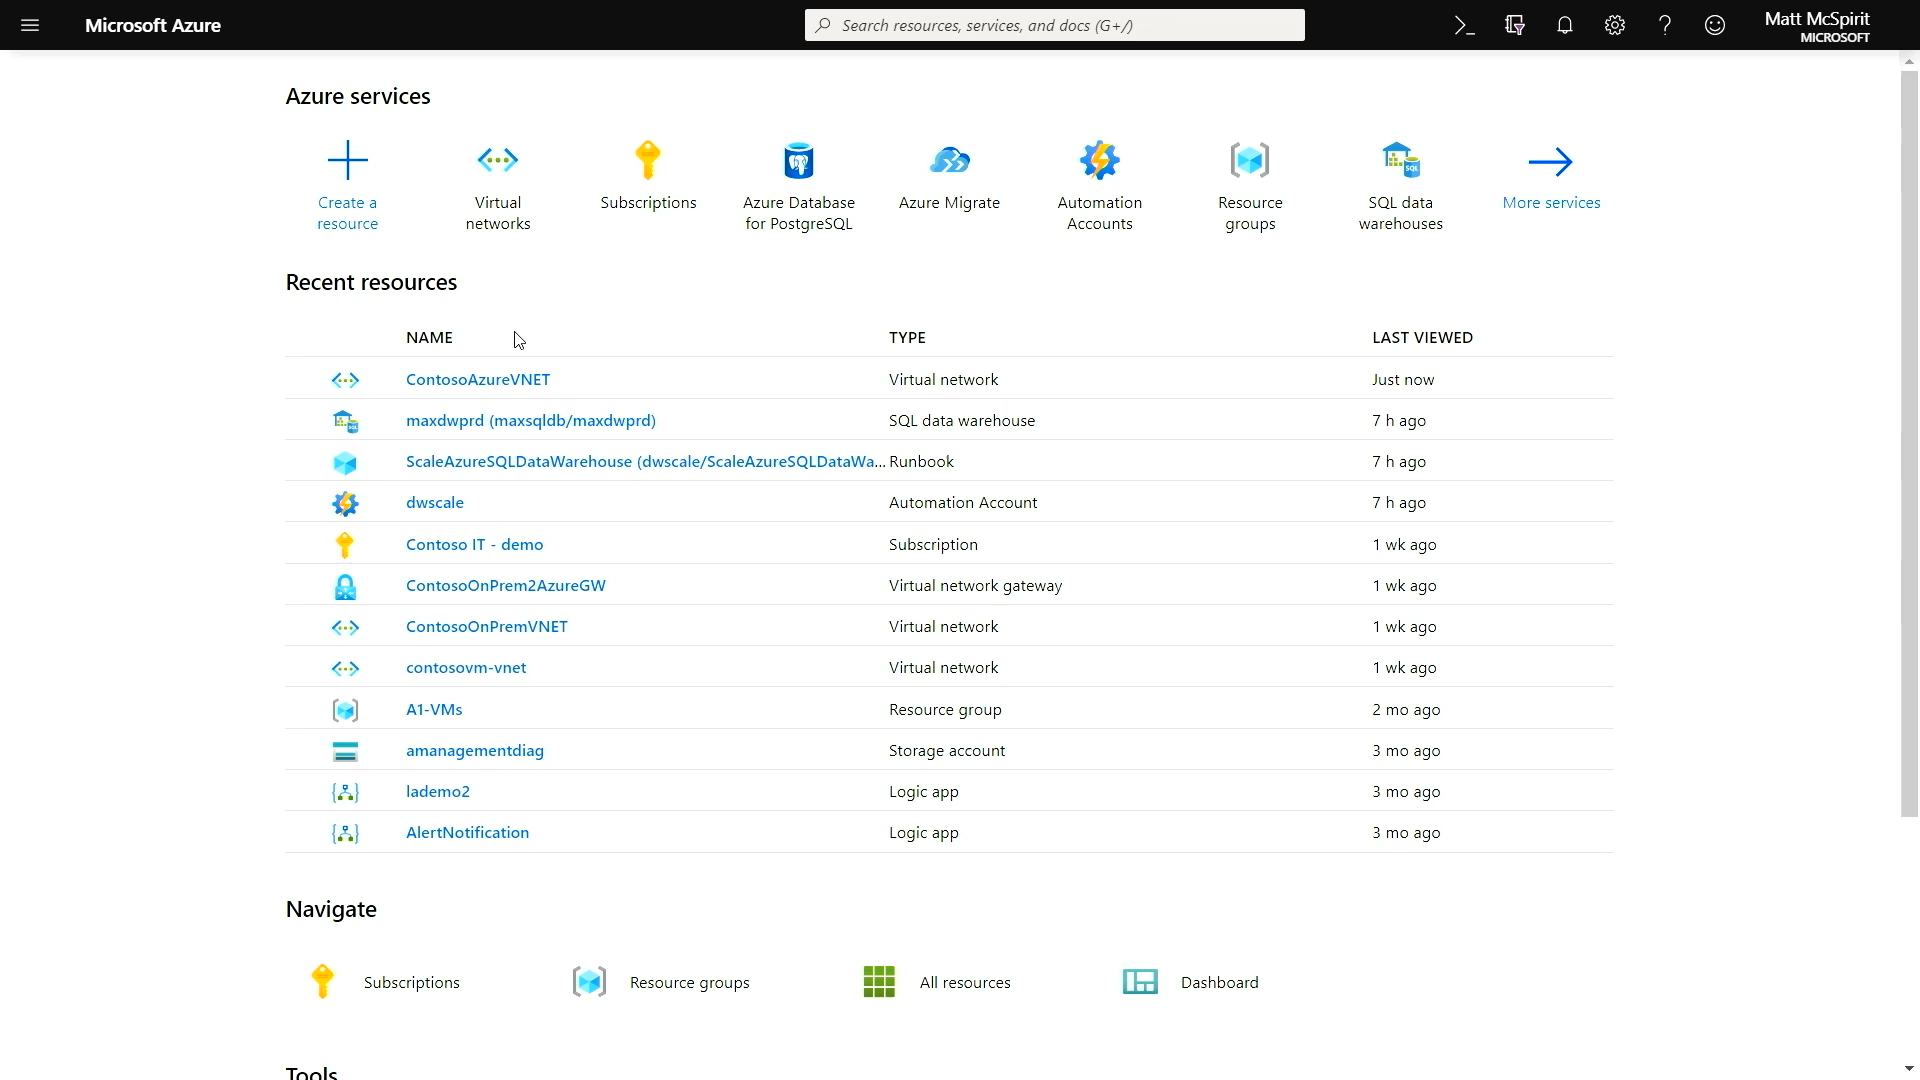 Microsoft Azure
Search resources, services, and docs (G+/)
Matt McSpirit
MICROSOFT
Azure services
Create a resource
Virtual networks
Subscriptions
Azure Database for PostgreSQL
Azure Migrate
Automation Accounts
Resource groups
SQL data warehouses
More services
Recent resources
NAME TYPE LAST VIEWED
ContosoAzureVNET Virtual network Just now
maxdwprd (maxsqldb/maxdwprd) SQL data warehouse 7 h ago
ScaleAzureSQLDataWarehouse (dwscale/ScaleAzureSQLDataWa... Runbook 7 h ago
dwscale Automation Account 7 h ago
Contoso IT - demo Subscription 1 wk ago
ContosoOnPrem2AzureGW Virtual network gateway 1 wk ago
ContosoOnPremVNET Virtual network 1 wk ago
contosovm-vnet Virtual network 1 wk ago
A1-VMs Resource group 2 mo ago
amanagementdiag Storage account 3 mo ago
lademo2 Logic app 3 mo ago
AlertNotification Logic app 3 mo ago
Navigate
Subscriptions Resource groups All resources Dashboard
Tools